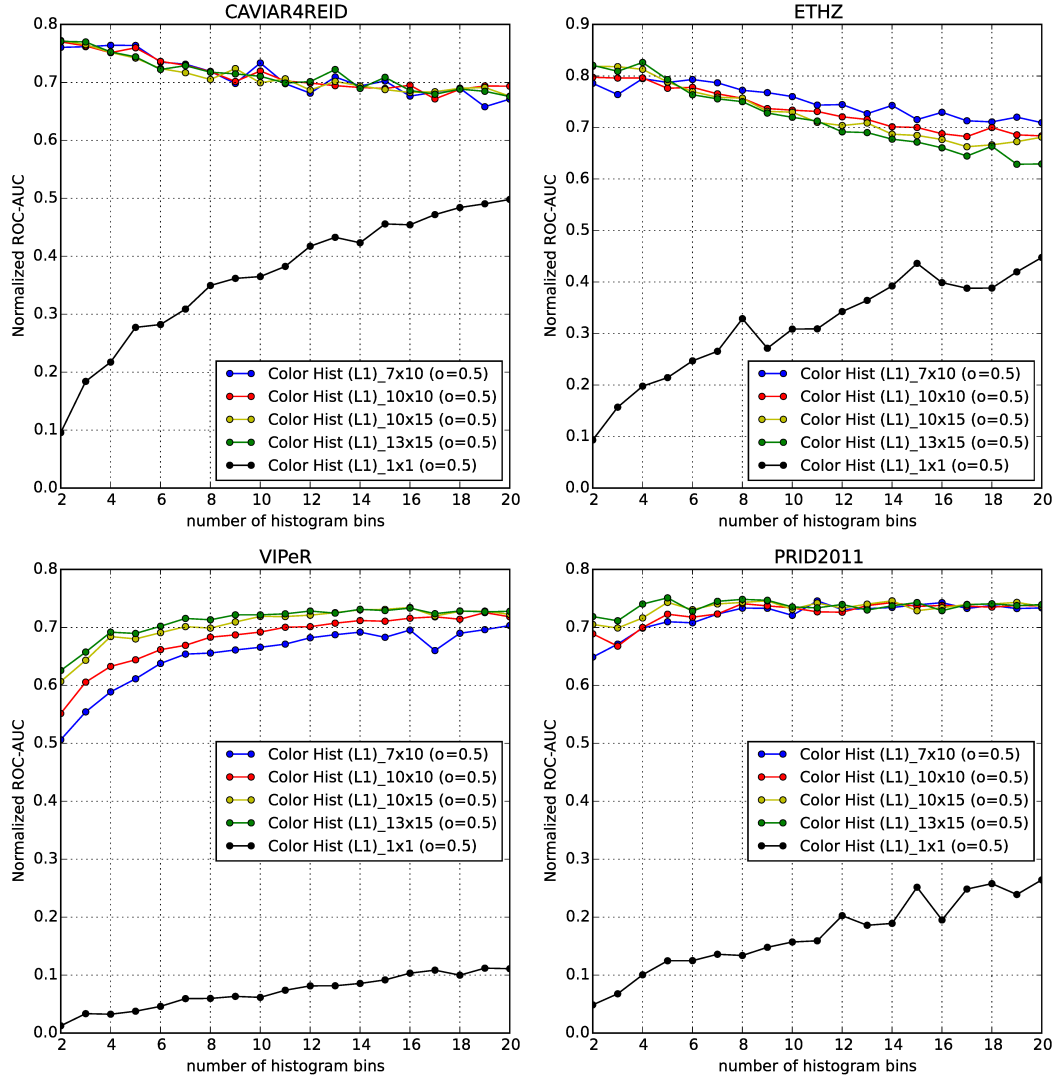 CAVIAR4REID
0.8
0.7
0.6
0.5
0.4
0.3
0.2
0.1
0.0
Normalized ROC-AUC
Color Hist (L1)_7x10 (o=0.5)
Color Hist (L1)_10x10 (o=0.5)
Color Hist (L1)_10x15 (o=0.5)
Color Hist (L1)_13x15 (o=0.5)
Color Hist (L1)_1x1 (o=0.5)
2 4 6 8 10 12 14 16 18 20
number of histogram bins
ETHZ
0.9
0.8
0.7
0.6
0.5
0.4
0.3
0.2
0.1
0.0
Normalized ROC-AUC
Color Hist (L1)_7x10 (o=0.5)
Color Hist (L1)_10x10 (o=0.5)
Color Hist (L1)_10x15 (o=0.5)
Color Hist (L1)_13x15 (o=0.5)
Color Hist (L1)_1x1 (o=0.5)
2 4 6 8 10 12 14 16 18 20
number of histogram bins
VIPeR
0.8
0.7
0.6
0.5
0.4
0.3
0.2
0.1
0.0
Normalized ROC-AUC
Color Hist (L1)_7x10 (o=0.5)
Color Hist (L1)_10x10 (o=0.5)
Color Hist (L1)_10x15 (o=0.5)
Color Hist (L1)_13x15 (o=0.5)
Color Hist (L1)_1x1 (o=0.5)
2 4 6 8 10 12 14 16 18 20
number of histogram bins
PRID2011
0.8
0.7
0.6
0.5
0.4
0.3
0.2
0.1
0.0
Normalized ROC-AUC
Color Hist (L1)_7x10 (o=0.5)
Color Hist (L1)_10x10 (o=0.5)
Color Hist (L1)_10x15 (o=0.5)
Color Hist (L1)_13x15 (o=0.5)
Color Hist (L1)_1x1 (o=0.5)
2 4 6 8 10 12 14 16 18 20
number of histogram bins